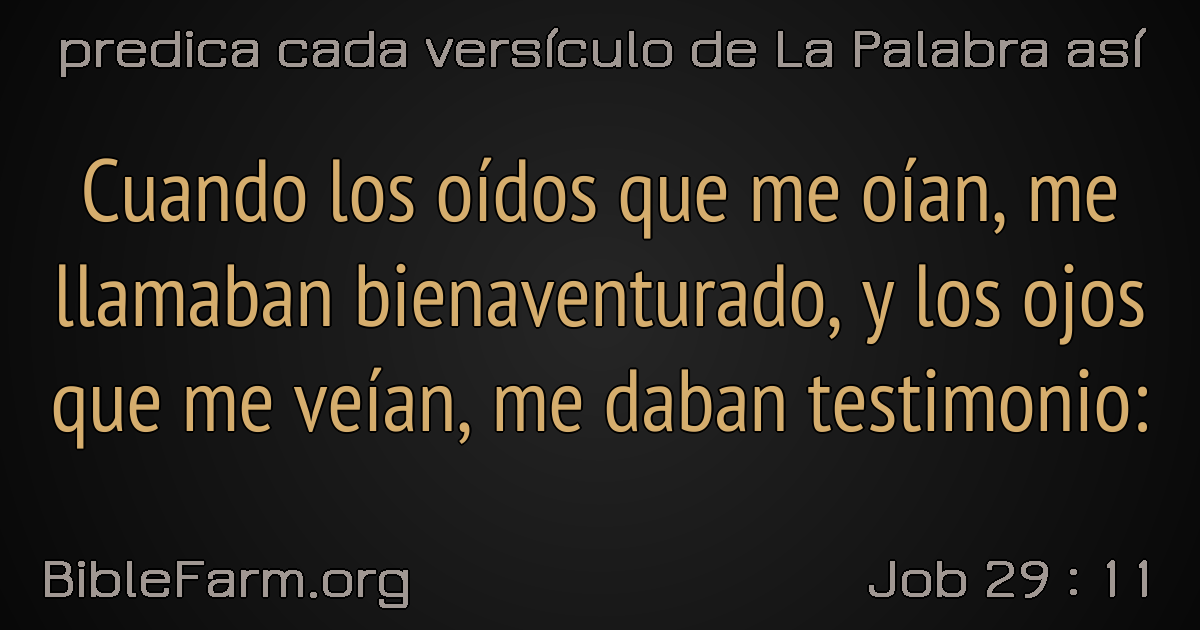 predica cada versículo de La Palabra así
Cuando los oídos que me oían, me
llamaban bienaventurado, y los ojos
que me veían, me daban testimonio:
BibleFarm.org
Job 29 : 11